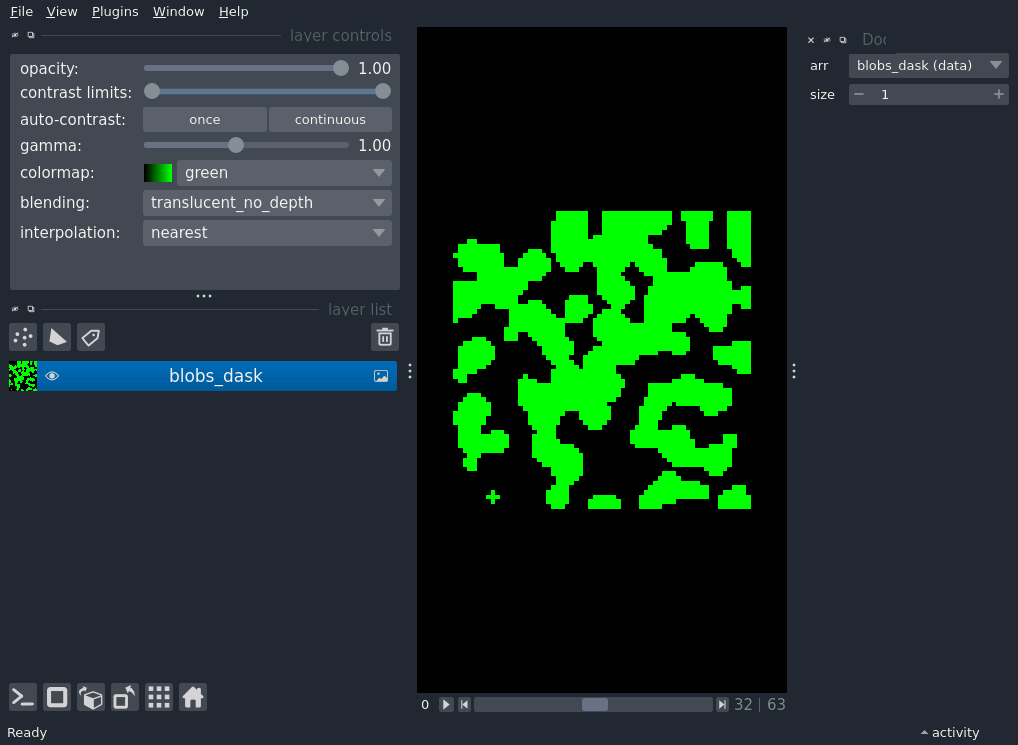 File View Plugins Window Help
layer controls
opacity: 1.00
contrast limits:
auto-contrast: once continuous
gamma: 1.00
colormap: green
blending: translucent_no_depth
interpolation: nearest
layer list
blobs_dask
0 32 | 63
Ready
arr blobs_dask (data)
size 1
activity